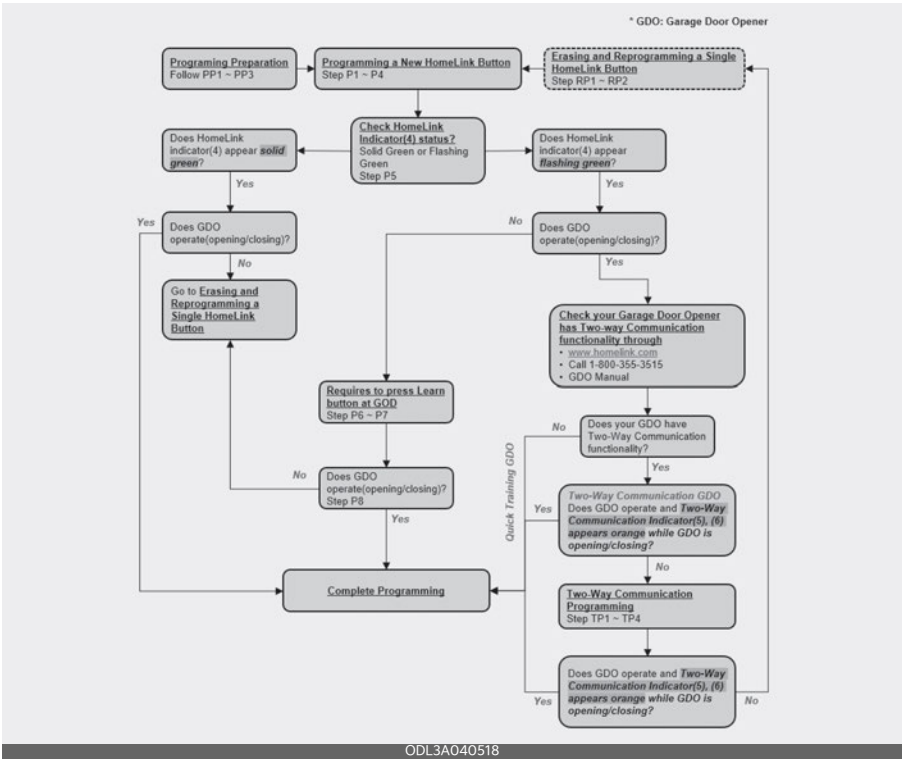 * GDO: Garage Door Opener
Programing Preparation
Follow PP1 ~ PP3
Programming a New HomeLink Button
Step P1 ~ P4
Erasing and Reprogramming a Single
HomeLink Button
Step RP1 ~ RP2
Check HomeLink
Indicator(4) status?
Solid Green or Flashing
Green
Step P5
Does HomeLink
indicator(4) appear solid
green?
Does HomeLink
indicator(4) appear
flashing green?
Yes
Yes
Yes
Does GDO
operate(opening/closing)?
No
Does GDO
operate(opening/closing)?
No
Yes
Go to Erasing and
Reprogramming a
Single HomeLink
Button
Check your Garage Door Opener
has Two-way Communication
functionality through
• www.homelink.com
• Call 1-800-355-3515
• GDO Manual
Requires to press Learn
button at GOD
Step P6 ~ P7
No
Does your GDO have
Two-Way Communication
functionality?
Yes
No
Does GDO
operate(opening/closing)?
Step P8
Yes
Quick Training GDO
Yes
Two-Way Communication GDO
Does GDO operate and Two-Way
Communication Indicator(5), (6)
appears orange while GDO is
opening/closing?
No
Complete Programming
Two-Way Communication
Programming
Step TP1 ~ TP4
Does GDO operate and Two-Way
Communication Indicator(5), (6)
appears orange while GDO is
opening/closing?
Yes
No
ODL3A040518